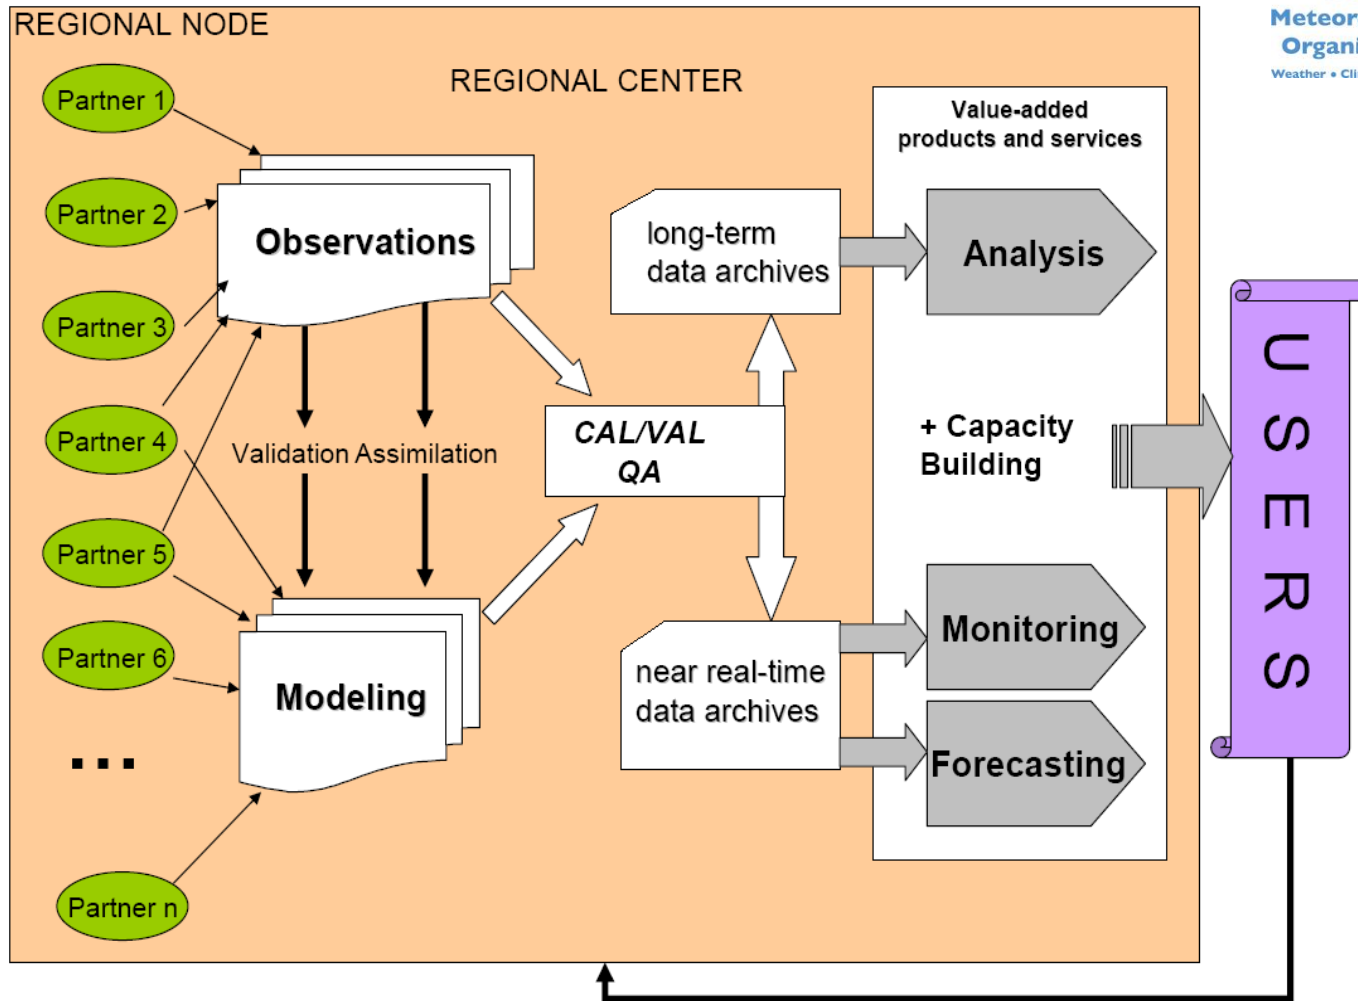 REGIONAL NODE
Meteor
Organi
Weather • Cli
REGIONAL CENTER
Partner 1
Partner 2
Partner 3
Partner 4
Partner 5
Partner 6
...
Partner n
Observations
Validation Assimilation
Modeling
CAL/VAL
QA
long-term
data archives
near real-time
data archives
Value-added
products and services
Analysis
+ Capacity
Building
Monitoring
Forecasting
USERS